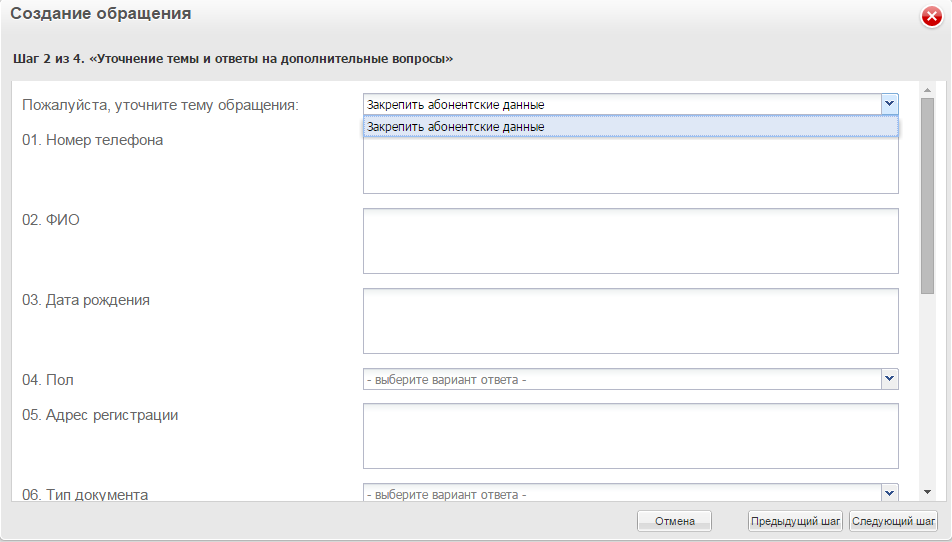 Создание обращения
Шаг 2 из 4. «Уточнение темы и ответы на дополнительные вопросы»
Пожалуйста, уточните тему обращения:
Закрепить абонентские данные
Закрепить абонентские данные
01. Номер телефона
02. ФИО
03. Дата рождения
04. Пол
- выберите вариант ответа -
05. Адрес регистрации
06. Тип документа
- выберите вариант ответа -
Отмена
Предыдущий шаг
Следующий шаг